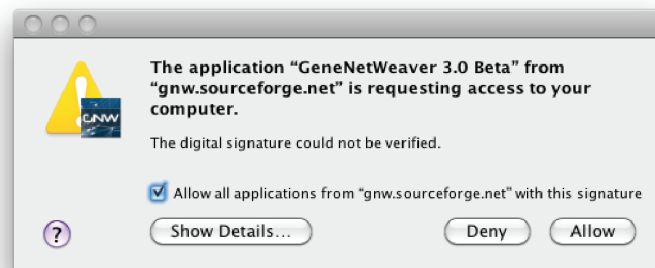 The application “GeneNetWeaver 3.0 Beta” from
“gnw.sourceforge.net” is requesting access to your
computer.
GNW
The digital signature could not be verified.
Allow all applications from “gnw.sourceforge.net” with this signature
?
Show Details...
Deny
Allow